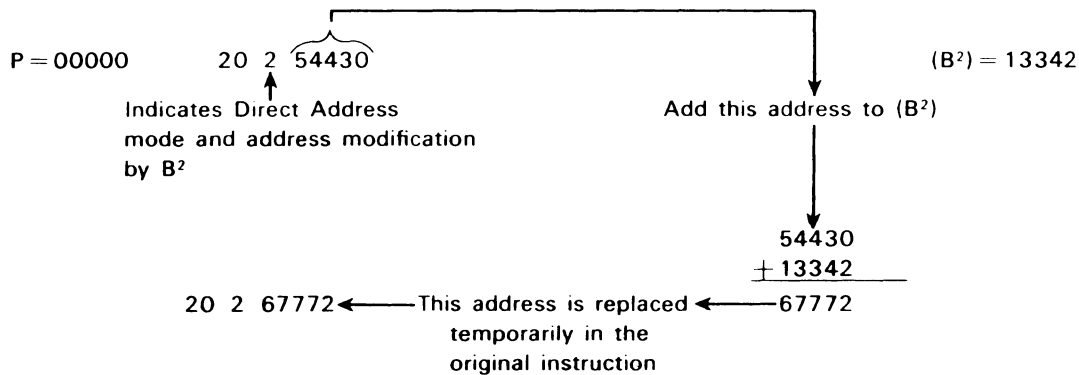 P = 00000 20 2 54430 (B²) = 13342
Indicates Direct Address
mode and address modification
by B²
Add this address to (B²)
54430
+ 13342
67772
This address is replaced
temporarily in the
original instruction
20 2 67772